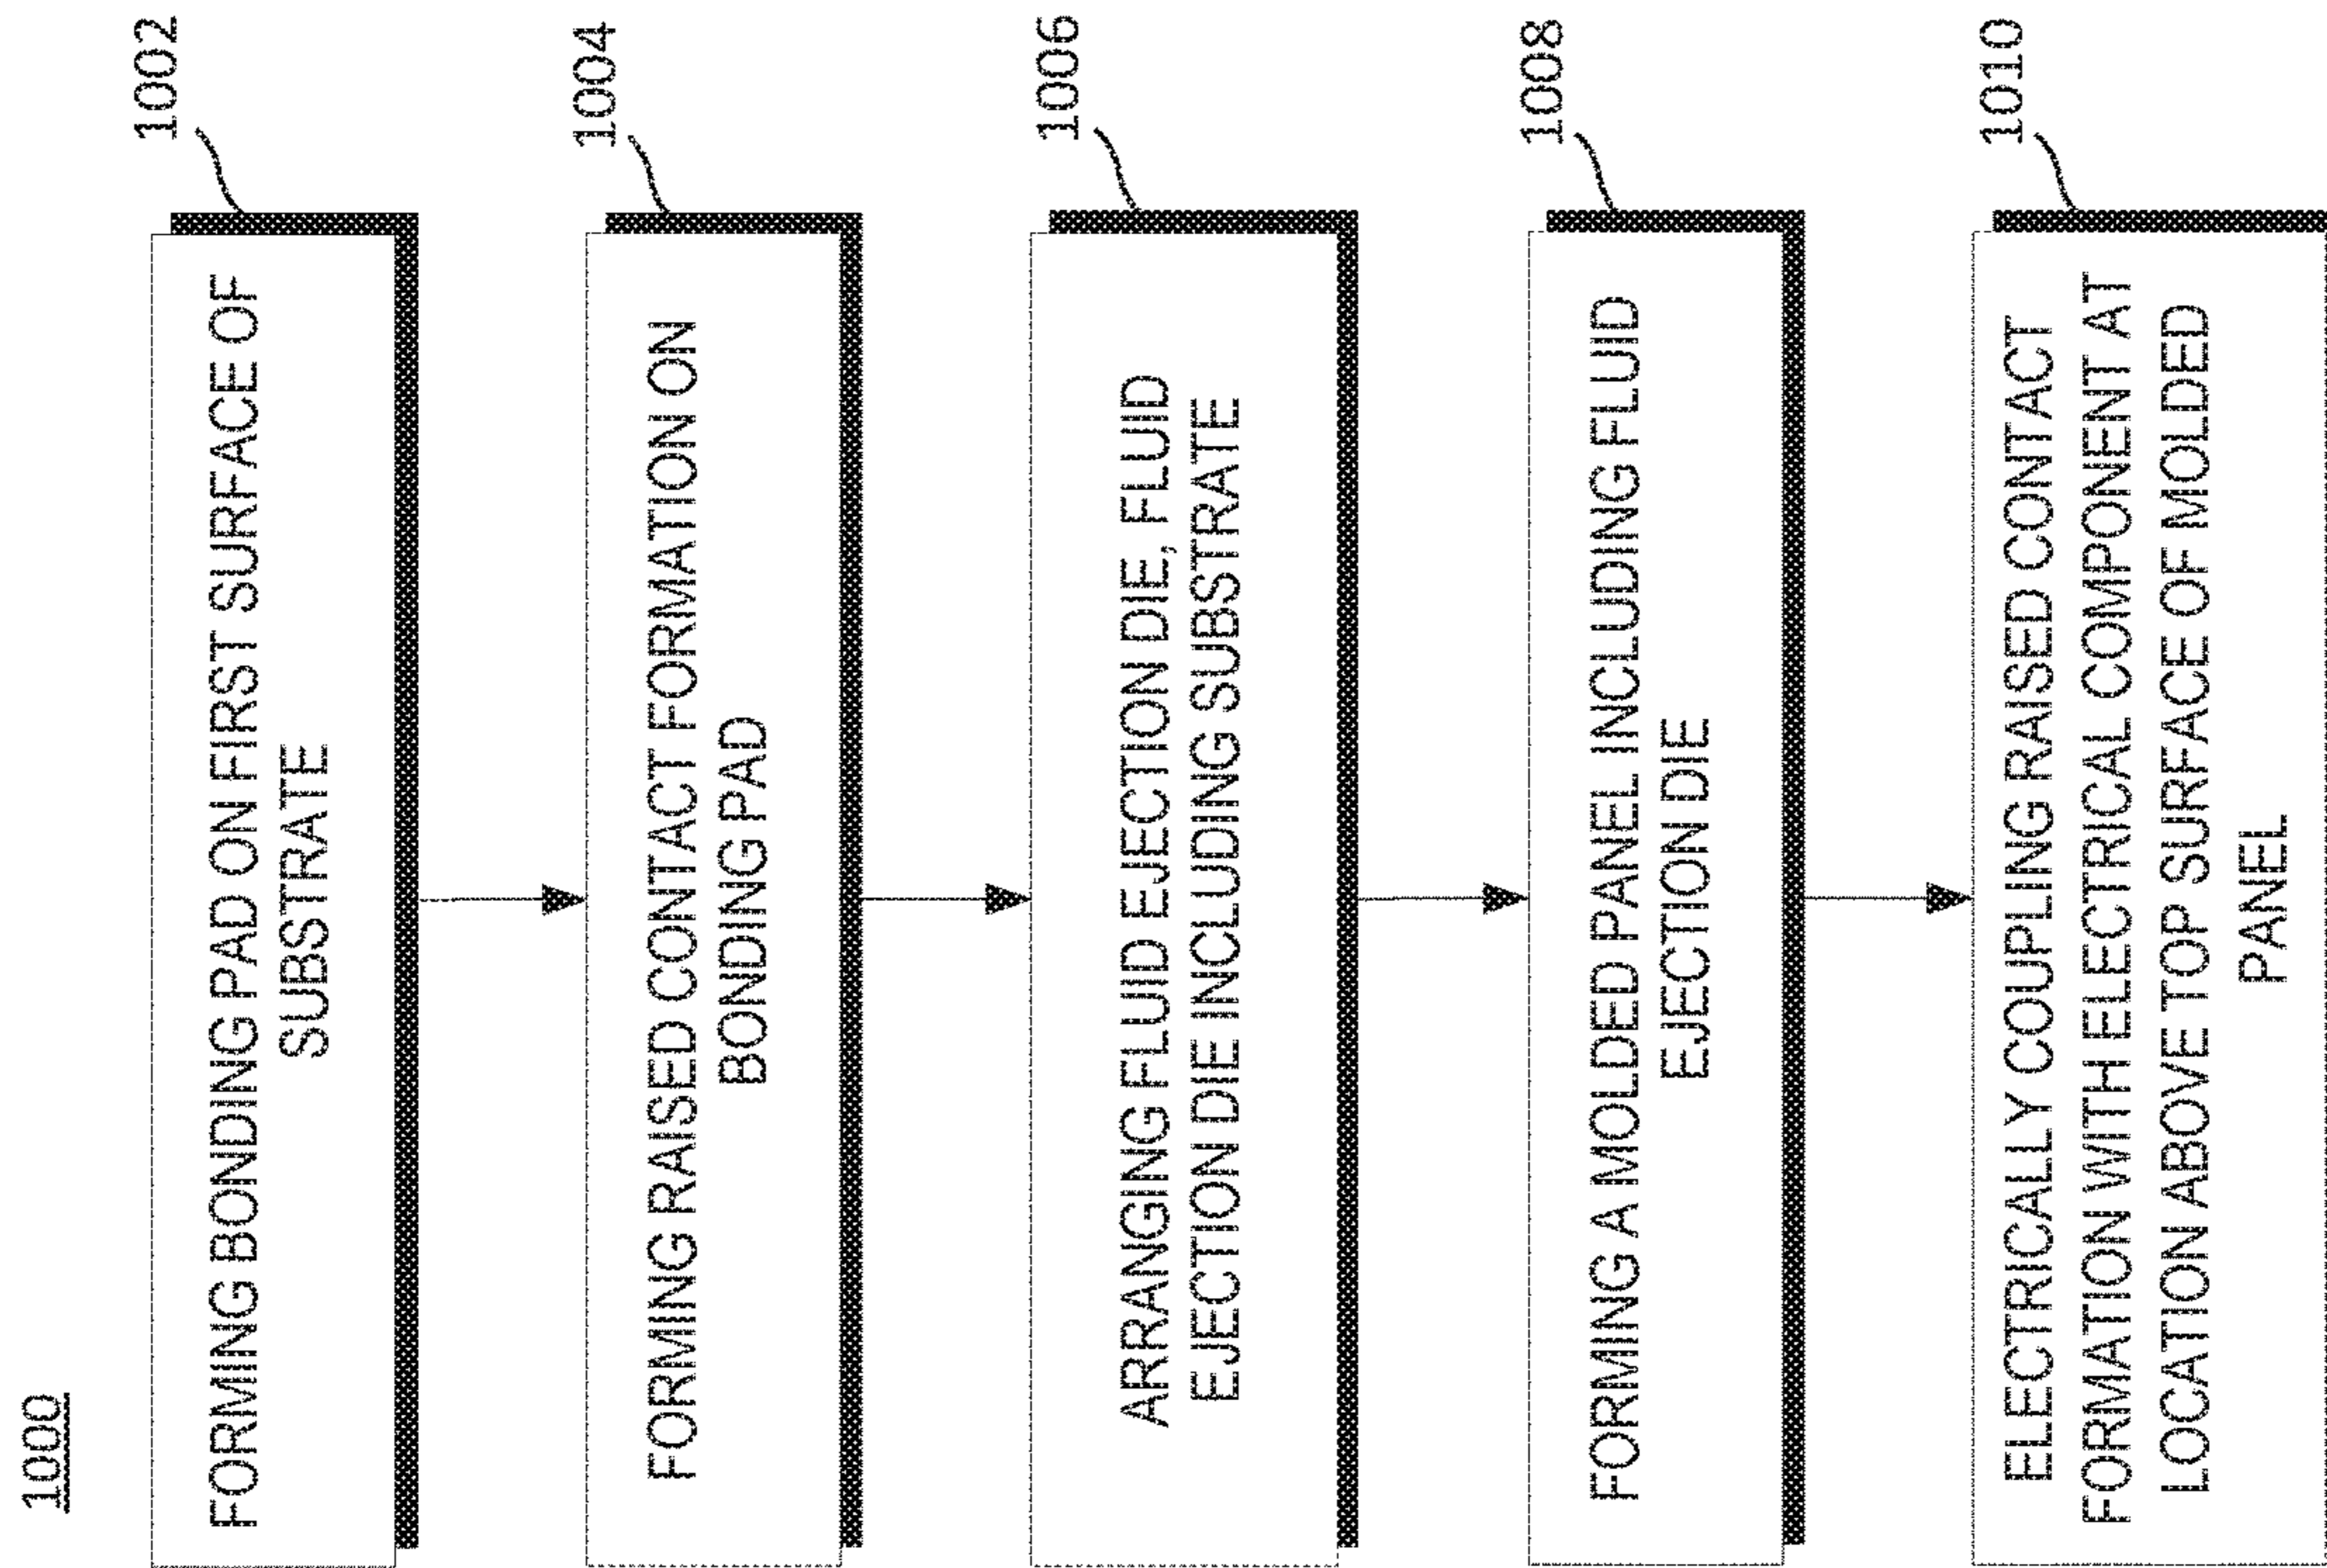 1000
FORMING BONDING PAD ON FIRST SURFACE OF
SUBSTRATE
1002
FORMING RAISED CONTACT FORMATION ON
BONDING PAD
1004
ARRANGING FLUID EJECTION DIE, FLUID
EJECTION DIE INCLUDING SUBSTRATE
1006
FORMING A MOLDED PANEL INCLUDING FLUID
EJECTION DIE
1008
ELECTRICALLY COUPLING RAISED CONTACT
FORMATION WITH ELECTRICAL COMPONENT AT
LOCATION ABOVE TOP SURFACE OF MOLDED
PANEL
1010